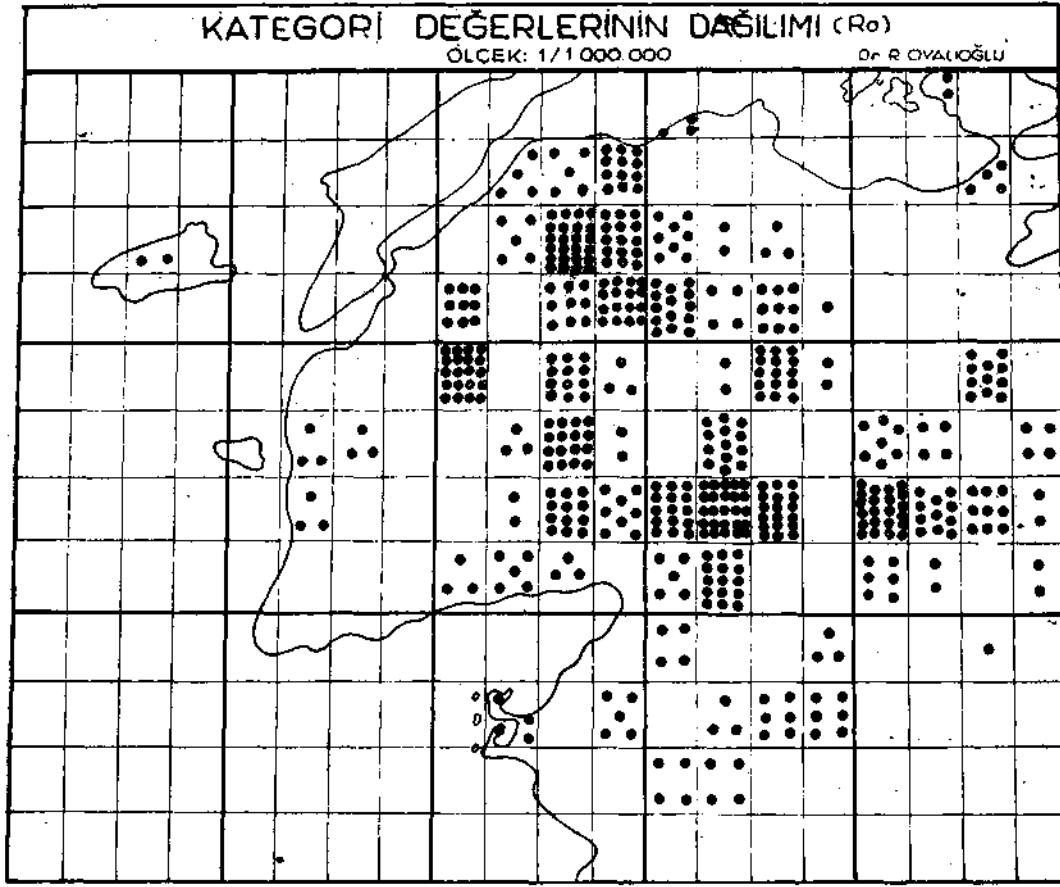 KATEGORİ DEĞERLERİNİN DAĞILIMI (Ro)
ÖLÇEK: 1/1 000.000 Dr R OVALIOĞLU